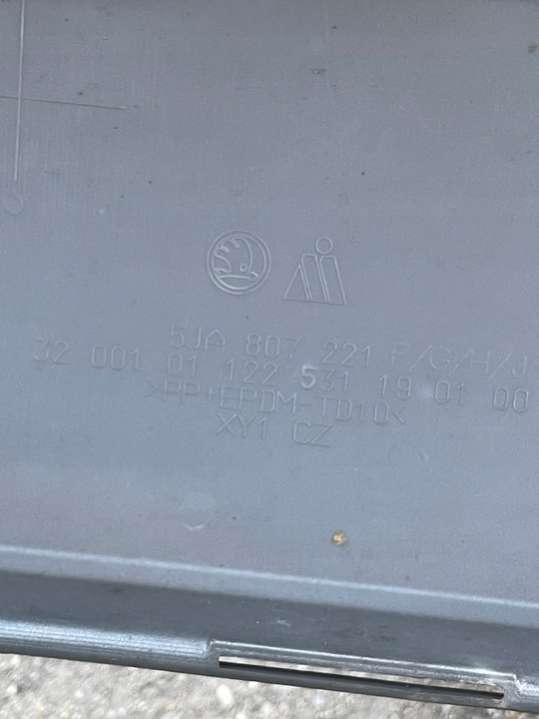 5JA 807 221 F/G/H/J
32 001 01 122 531 19 01 00
>PP+EPDM-TD10<
XY1 CZ